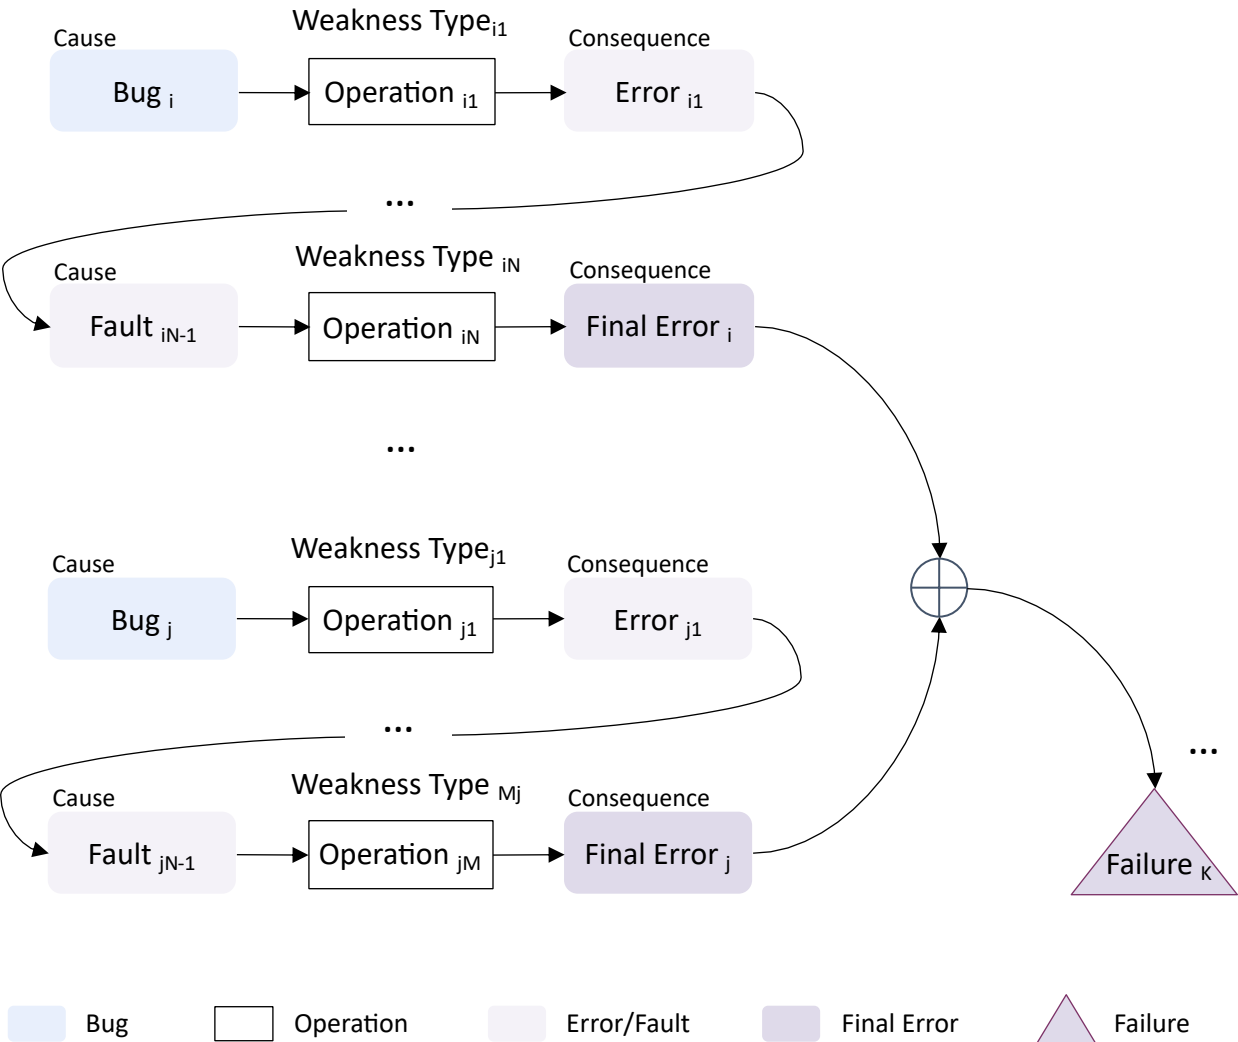 Weakness Type i1
Cause
Consequence
Bug i
Operation i1
Error i1
...
Weakness Type iN
Cause
Consequence
Fault iN-1
Operation iN
Final Error i
...
Weakness Type j1
Cause
Consequence
Bug j
Operation j1
Error j1
...
Weakness Type Mj
Cause
Consequence
Fault jN-1
Operation jM
Final Error j
...
Failure K
Bug
Operation
Error/Fault
Final Error
Failure